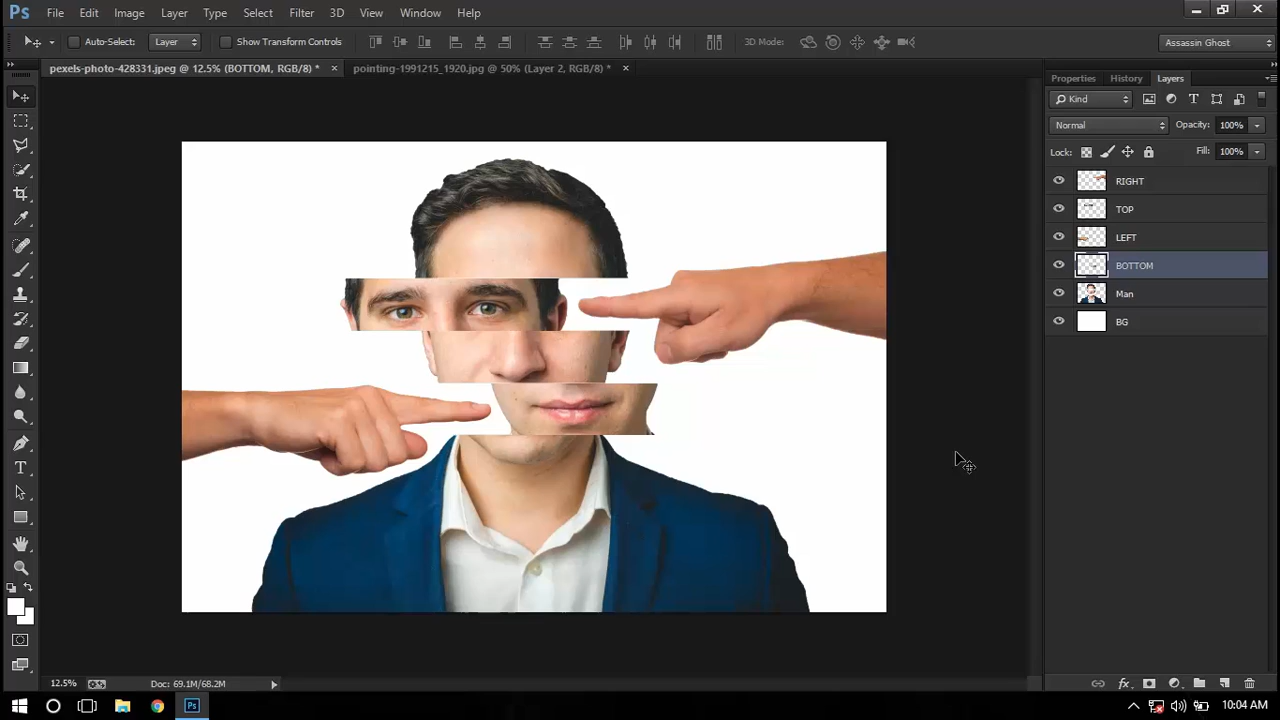 Ps File Edit Image Layer Type Select Filter 3D View Window Help
Auto-Select: Layer Show Transform Controls 3D Mode: Assassin Ghost
pexels-photo-428331.jpeg @ 12.5% (BOTTOM, RGB/8) * × pointing-1991215_1920.jpg @ 50% (Layer 2, RGB/8) * ×
Properties History Layers
Kind
Normal Opacity: 100%
Lock: Fill: 100%
RIGHT
TOP
LEFT
BOTTOM
Man
BG
12.5% Doc: 69.1M/68.2M
Ps 10:04 AM